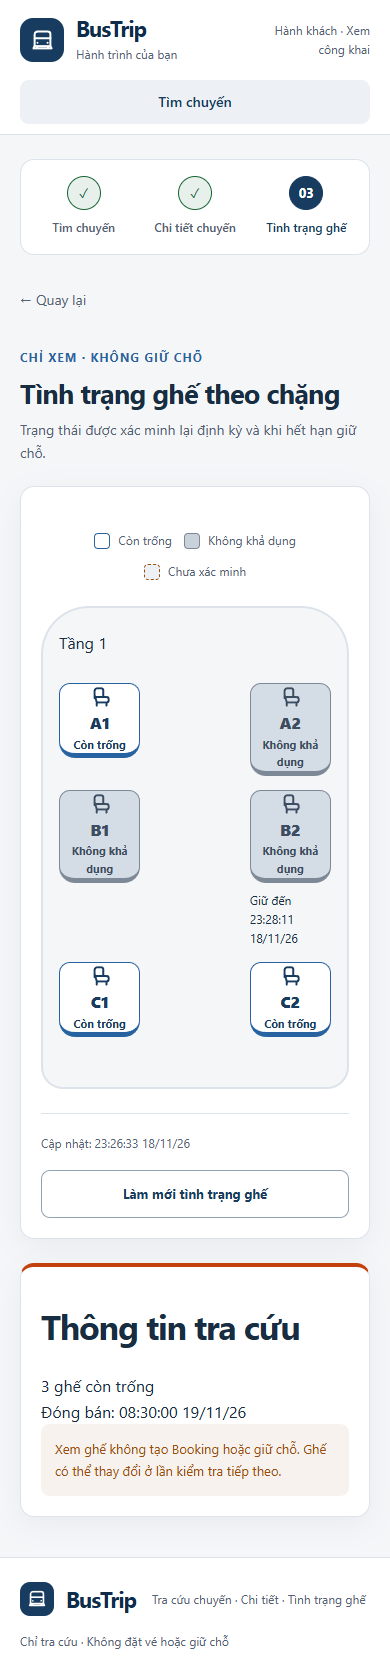 BusTrip
Hành trình của bạn
Hành khách · Xem
công khai
Tìm chuyến
✓
✓
03
Tìm chuyến
Chi tiết chuyến
Tình trạng ghế
← Quay lại
CHỈ XEM · KHÔNG GIỮ CHỖ
Tình trạng ghế theo chặng
Trạng thái được xác minh lại định kỳ và khi hết hạn giữ
chỗ.
Còn trống
Không khả dụng
Chưa xác minh
Tầng 1
A1
Còn trống
A2
Không khả
dụng
B1
Không khả
dụng
B2
Không khả
dụng
Giữ đến
23:28:11
18/11/26
C1
Còn trống
C2
Còn trống
Cập nhật: 23:26:33 18/11/26
Làm mới tình trạng ghế
Thông tin tra cứu
3 ghế còn trống
Đóng bán: 08:30:00 19/11/26
Xem ghế không tạo Booking hoặc giữ chỗ. Ghế
có thể thay đổi ở lần kiểm tra tiếp theo.
BusTrip
Tra cứu chuyến · Chi tiết · Tình trạng ghế
Chỉ tra cứu · Không đặt vé hoặc giữ chỗ